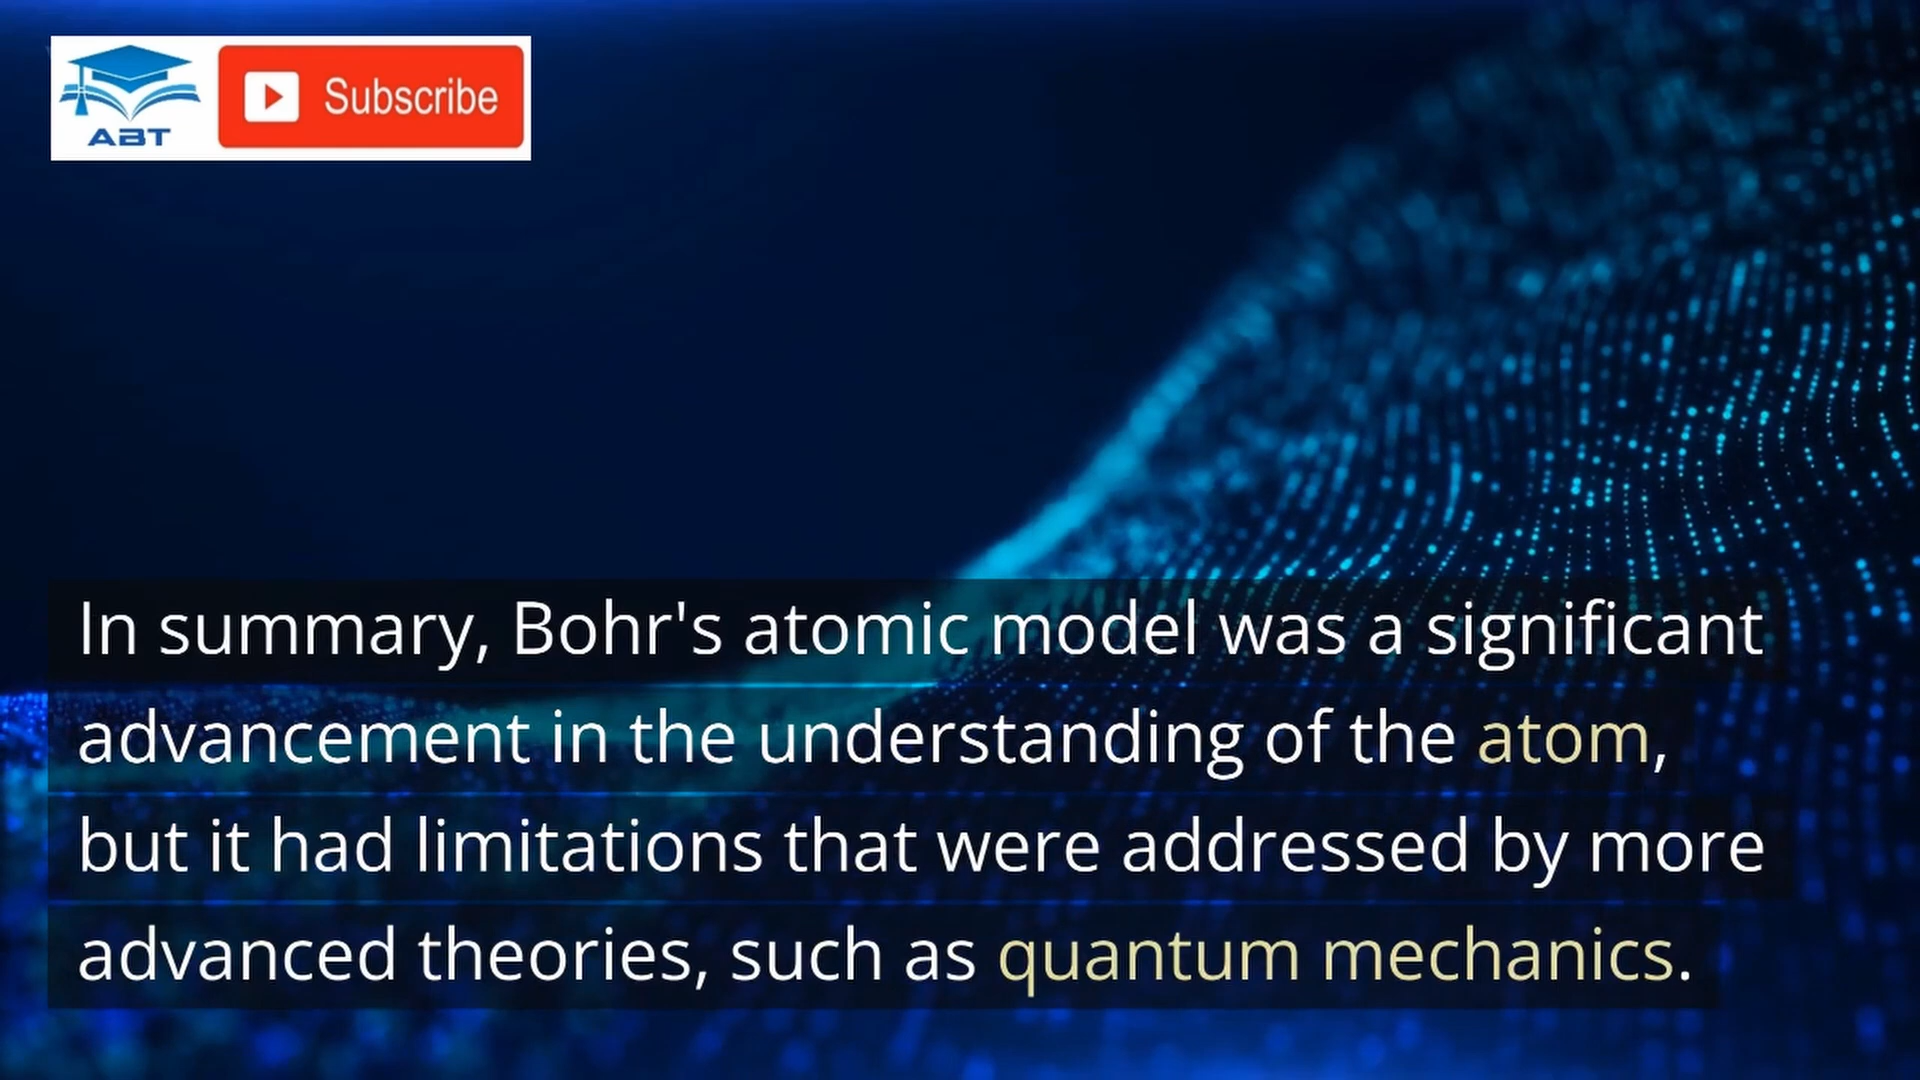 ABT
Subscribe
In summary, Bohr's atomic model was a significant
advancement in the understanding of the atom,
but it had limitations that were addressed by more
advanced theories, such as quantum mechanics.